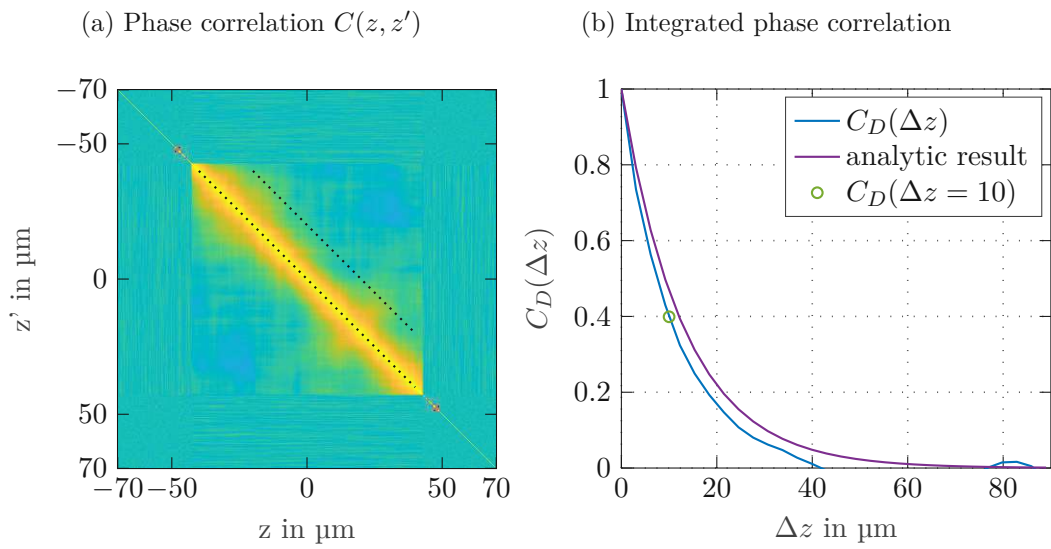 (a) Phase correlation C(z, z′)
−70
−50
0
50
70
z' in µm
−70 −50 0 50 70
z in µm
(b) Integrated phase correlation
1
0.8
0.6
0.4
0.2
0
C_D(Δz)
0 20 40 60 80
Δz in µm
C_D(Δz)
analytic result
C_D(Δz = 10)